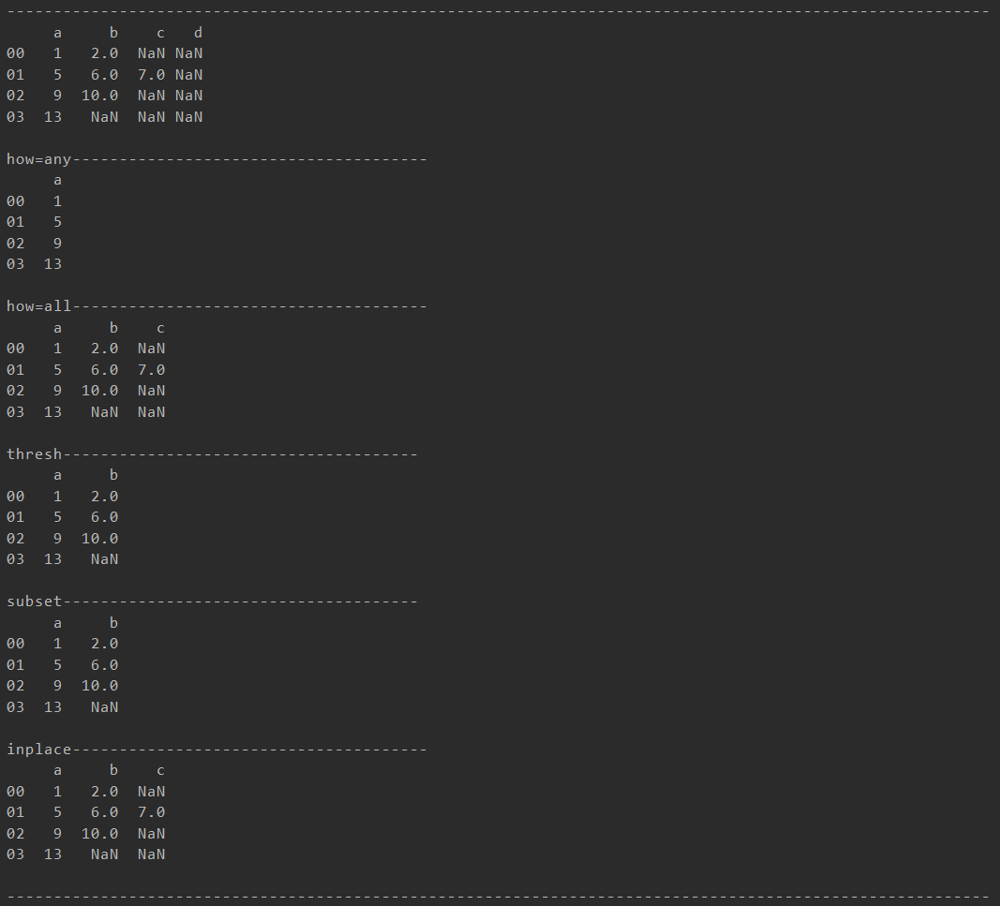 ---------------------------------------------------------------------------------------------------------
     a     b    c   d
00   1   2.0  NaN NaN
01   5   6.0  7.0 NaN
02   9  10.0  NaN NaN
03  13   NaN  NaN NaN
how=any--------------------------------------
     a
00   1
01   5
02   9
03  13
how=all--------------------------------------
     a     b    c
00   1   2.0  NaN
01   5   6.0  7.0
02   9  10.0  NaN
03  13   NaN  NaN
thresh--------------------------------------
     a     b
00   1   2.0
01   5   6.0
02   9  10.0
03  13   NaN
subset--------------------------------------
     a     b
00   1   2.0
01   5   6.0
02   9  10.0
03  13   NaN
inplace--------------------------------------
     a     b    c
00   1   2.0  NaN
01   5   6.0  7.0
02   9  10.0  NaN
03  13   NaN  NaN
---------------------------------------------------------------------------------------------------------